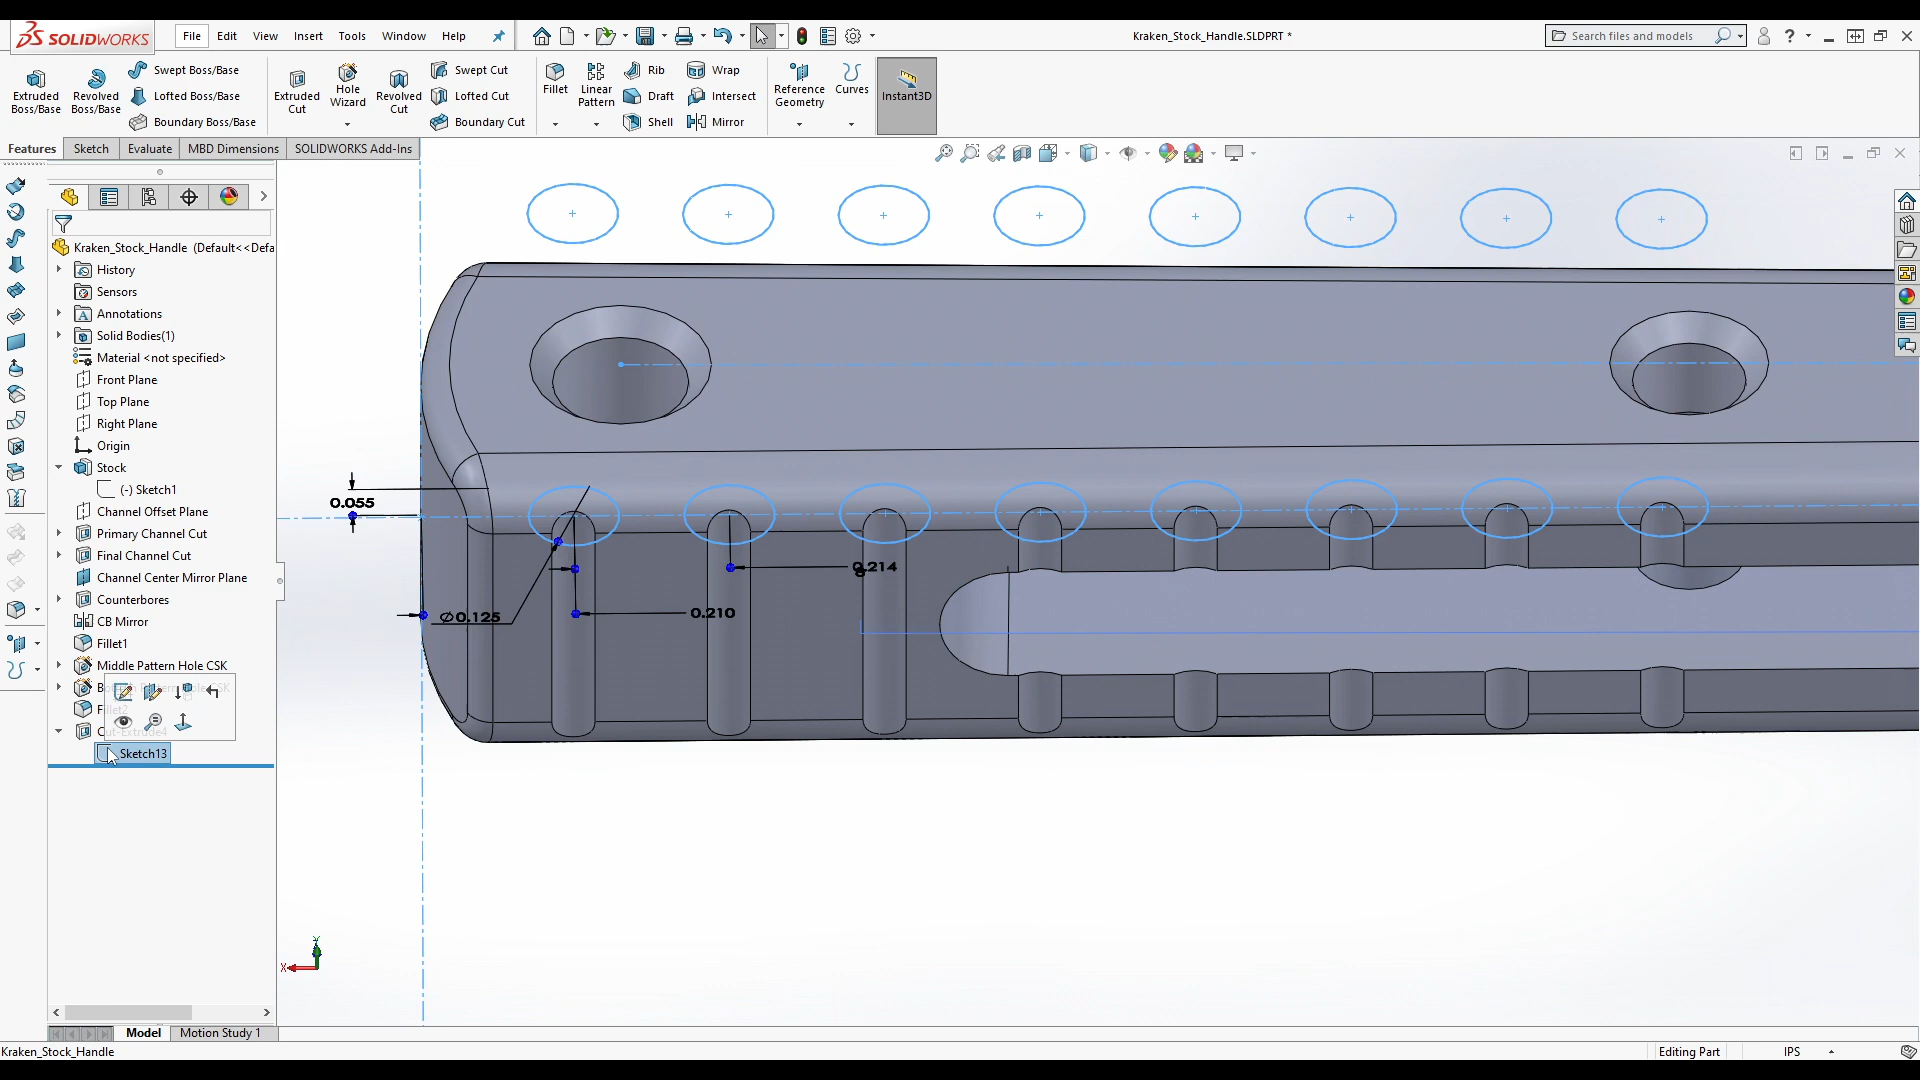 SOLIDWORKS
File Edit View Insert Tools Window Help
Kraken_Stock_Handle.SLDPRT *
Search files and models
Extruded Boss/Base
Revolved Boss/Base
Swept Boss/Base
Lofted Boss/Base
Boundary Boss/Base
Extruded Cut
Hole Wizard
Revolved Cut
Swept Cut
Lofted Cut
Boundary Cut
Fillet
Linear Pattern
Rib
Draft
Shell
Wrap
Intersect
Mirror
Reference Geometry
Curves
Instant3D
Features Sketch Evaluate MBD Dimensions SOLIDWORKS Add-Ins
Kraken_Stock_Handle (Default<<Defa
History
Sensors
Annotations
Solid Bodies(1)
Material <not specified>
Front Plane
Top Plane
Right Plane
Origin
Stock
(-) Sketch1
Channel Offset Plane
Primary Channel Cut
Final Channel Cut
Channel Center Mirror Plane
Counterbores
CB Mirror
Fillet1
Middle Pattern Hole CSK
Fillet2
Cut-Extrude4
Sketch13
0.055
0.214
Ø0.125
0.210
Y
X
Model Motion Study 1
Kraken_Stock_Handle
Editing Part
IPS